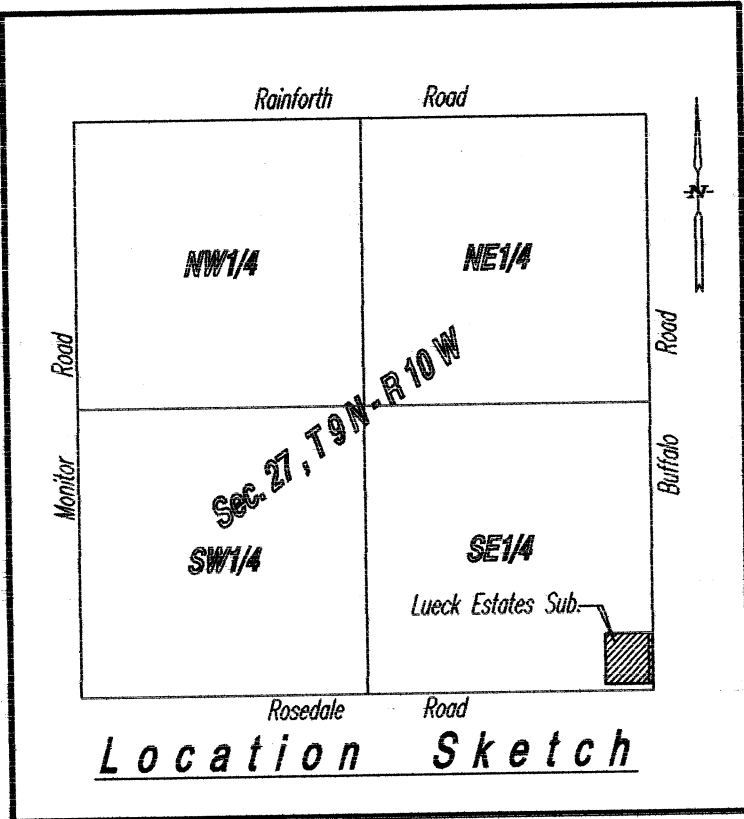 Rainforth Road
N
NW1/4
NE1/4
Monitor Road
Buffalo Road
Sec. 27, T 9 N - R 10 W
SW1/4
SE1/4
Lueck Estates Sub.
Rosedale Road
Location Sketch